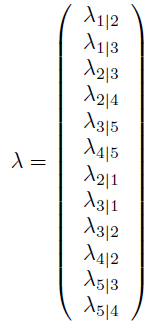 λ_{1|2}
λ_{1|3}
λ_{2|3}
λ_{2|4}
λ_{3|5}
λ = λ_{4|5}
λ_{2|1}
λ_{3|1}
λ_{3|2}
λ_{4|2}
λ_{5|3}
λ_{5|4}